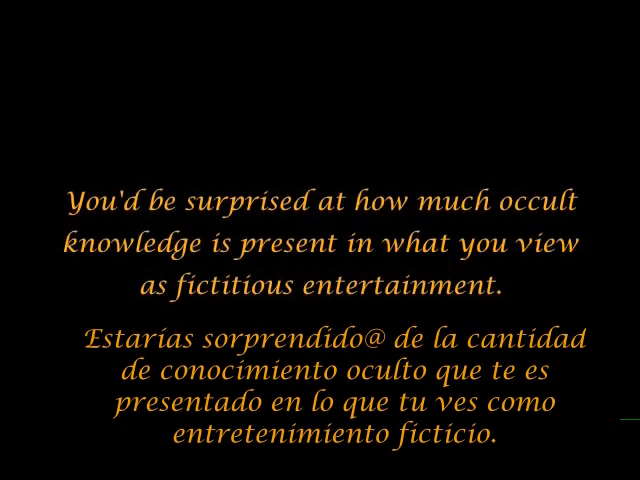 You'd be surprised at how much occult
knowledge is present in what you view
as fictitious entertainment.
Estarías sorprendido@ de la cantidad
de conocimiento oculto que te es
presentado en lo que tu ves como
entretenimiento ficticio.